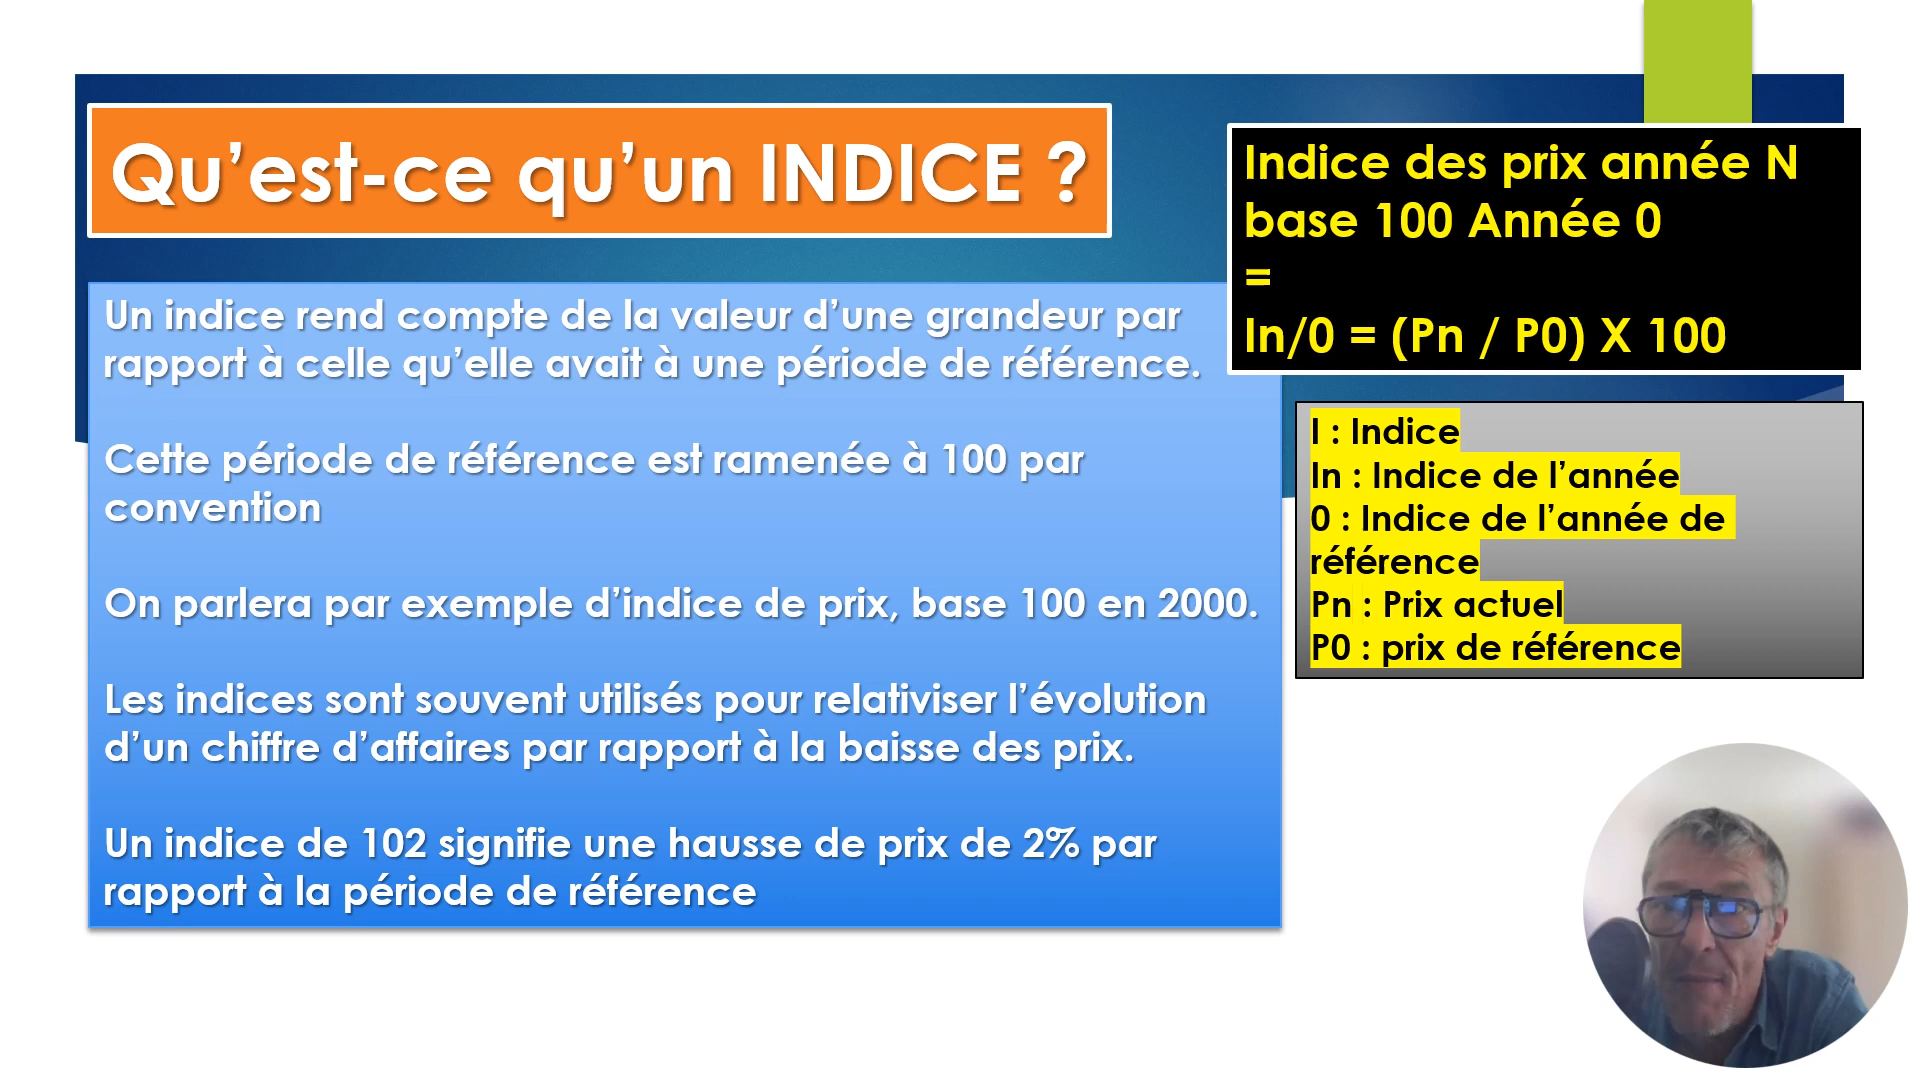 Qu’est-ce qu’un INDICE ?
Un indice rend compte de la valeur d’une grandeur par
rapport à celle qu’elle avait à une période de référence.
Cette période de référence est ramenée à 100 par
convention
On parlera par exemple d’indice de prix, base 100 en 2000.
Les indices sont souvent utilisés pour relativiser l’évolution
d’un chiffre d’affaires par rapport à la baisse des prix.
Un indice de 102 signifie une hausse de prix de 2% par
rapport à la période de référence
Indice des prix année N
base 100 Année 0
=
In/0 = (Pn / P0) X 100
I : Indice
In : Indice de l’année
0 : Indice de l’année de
référence
Pn : Prix actuel
P0 : prix de référence